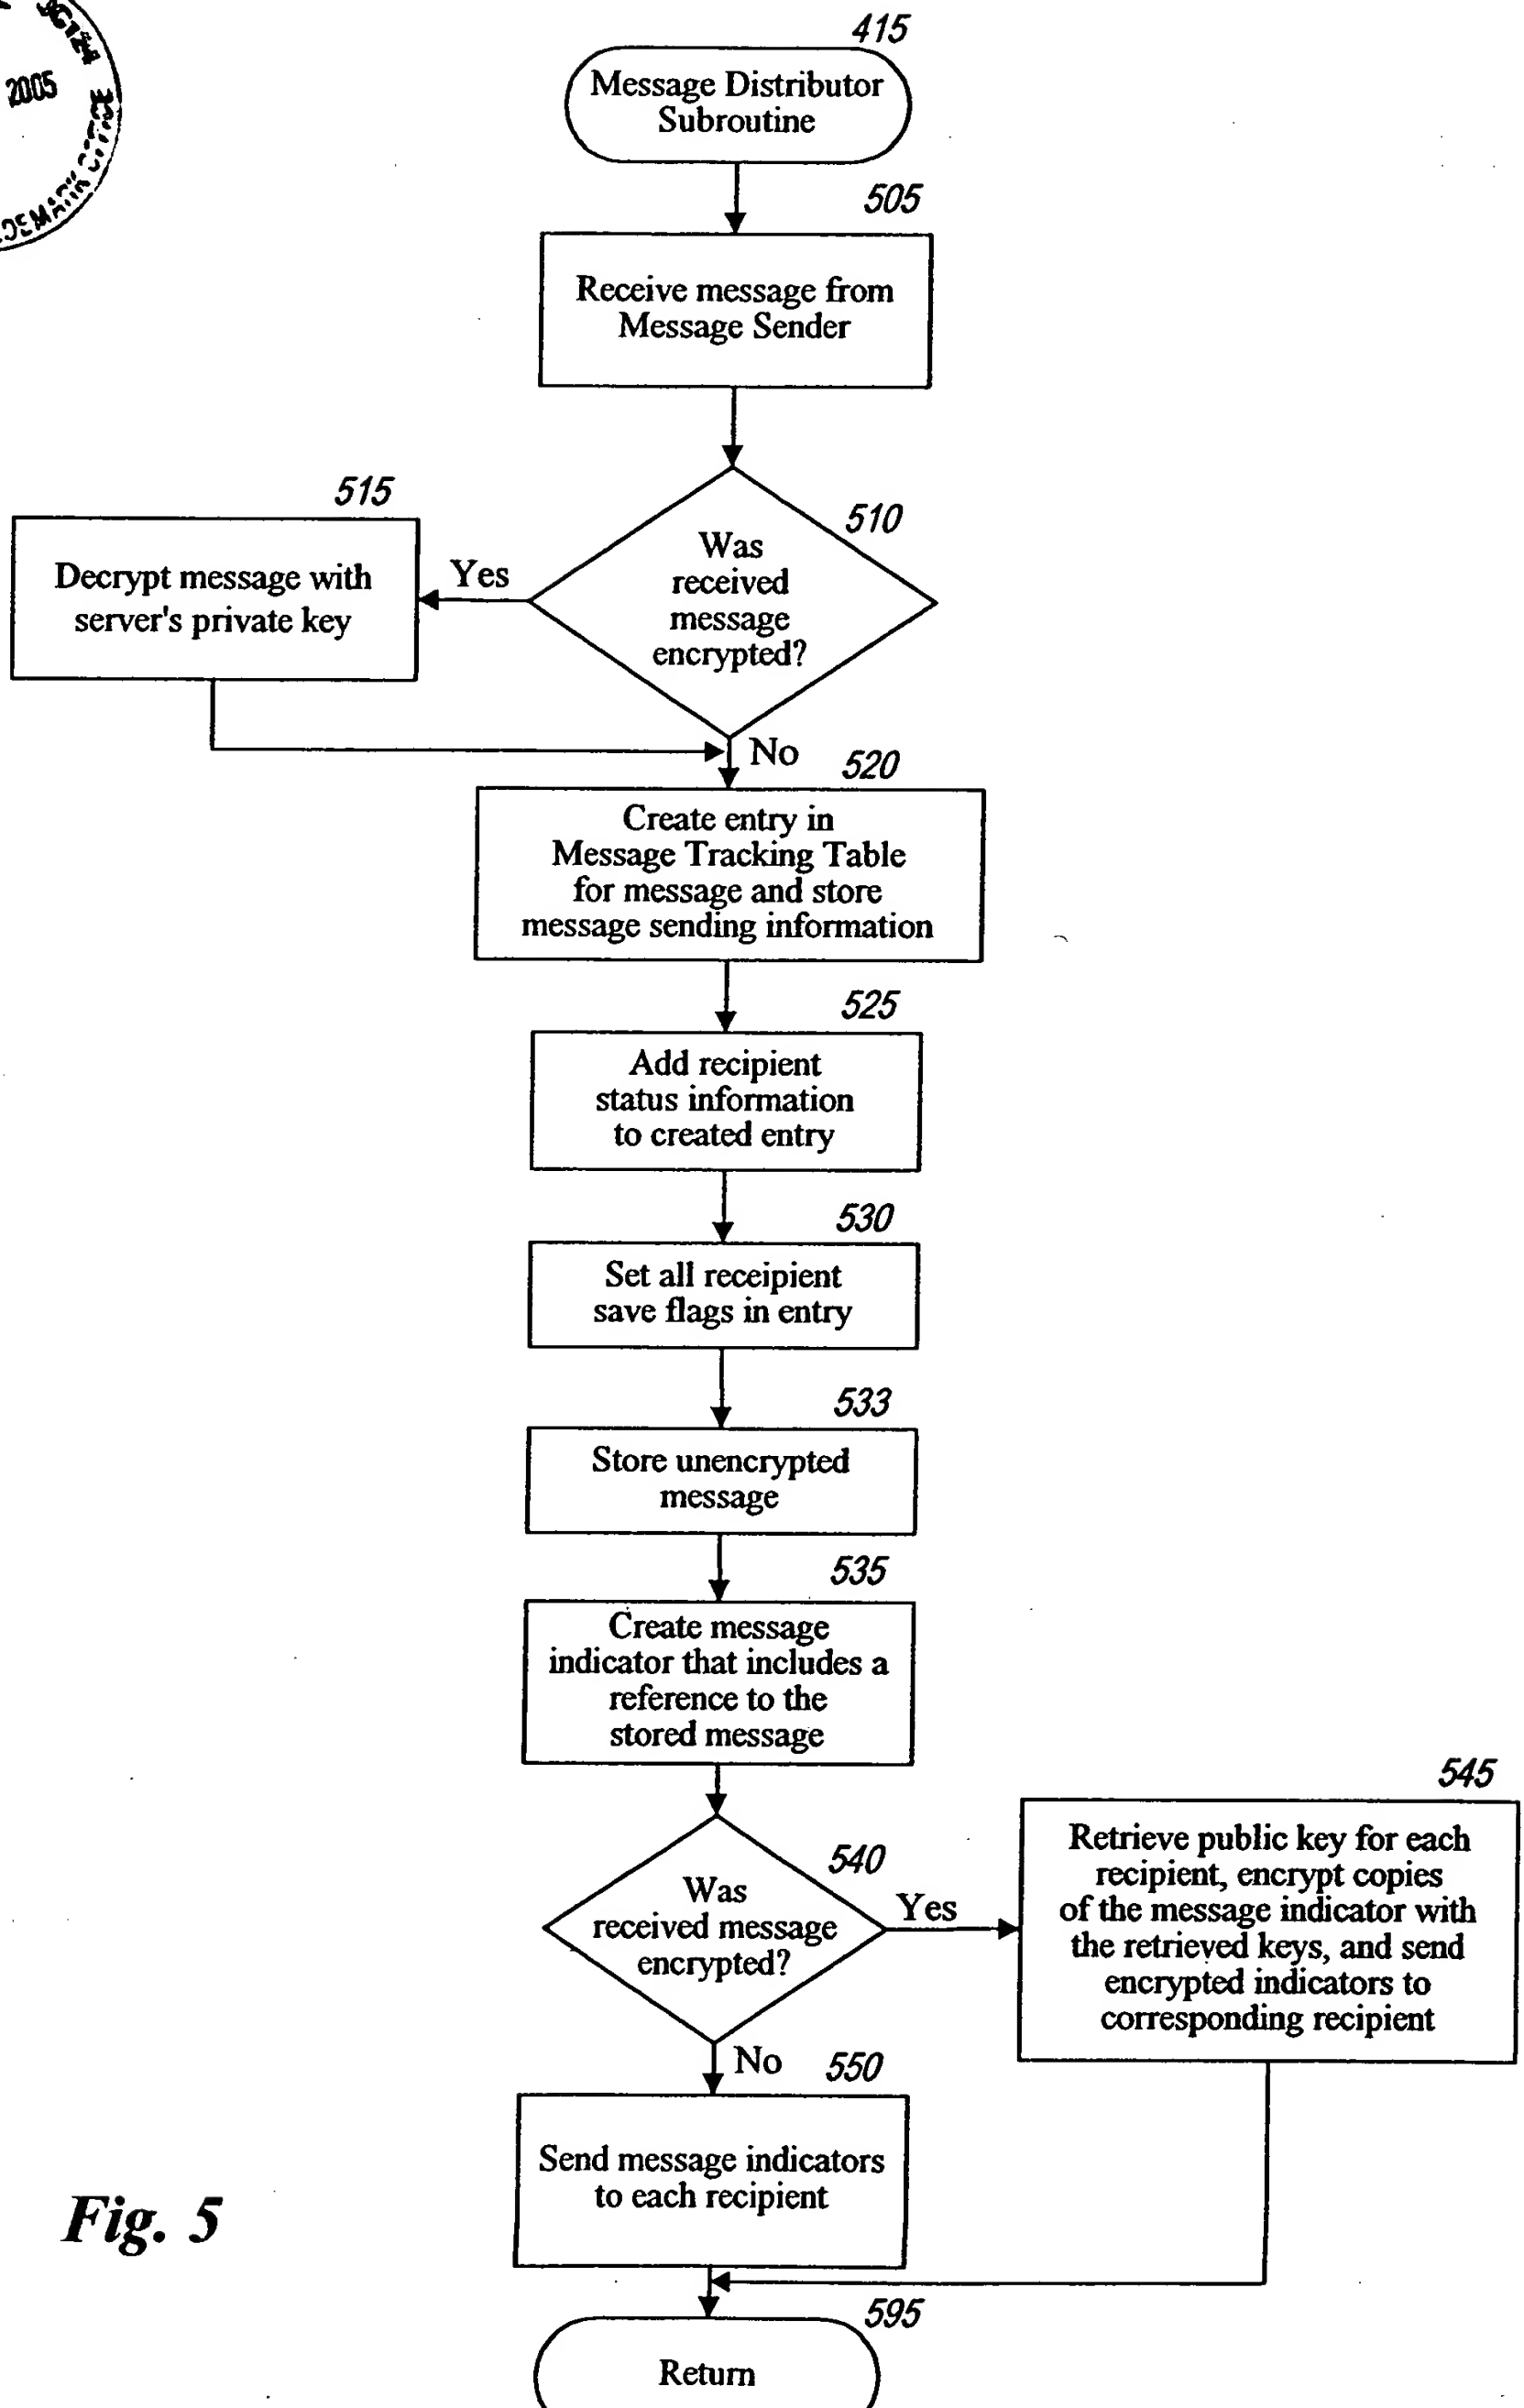 2005
415
Message Distributor
Subroutine
505
Receive message from
Message Sender
510
Was
received
message
encrypted?
Yes
515
Decrypt message with
server's private key
No
520
Create entry in
Message Tracking Table
for message and store
message sending information
525
Add recipient
status information
to created entry
530
Set all receipient
save flags in entry
533
Store unencrypted
message
535
Create message
indicator that includes a
reference to the
stored message
540
Was
received message
encrypted?
Yes
545
Retrieve public key for each
recipient, encrypt copies
of the message indicator with
the retrieved keys, and send
encrypted indicators to
corresponding recipient
No
550
Send message indicators
to each recipient
595
Return
Fig. 5